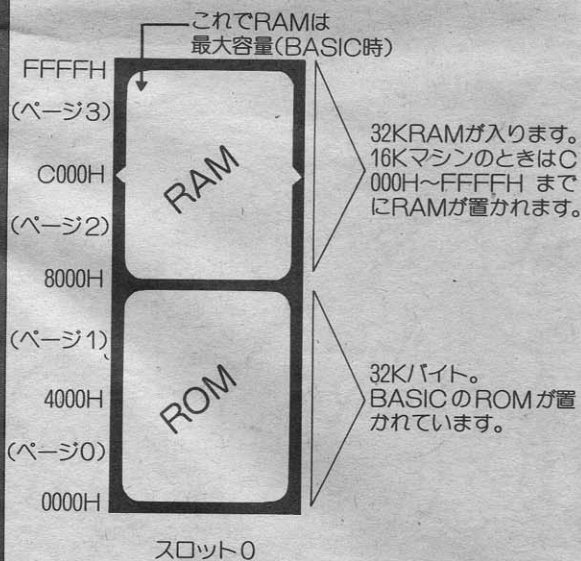 これでRAMは
最大容量(BASIC時)
FFFFH
(ページ3)
C000H
(ページ2)
8000H
(ページ1)
4000H
(ページ0)
0000H
RAM
ROM
32KRAMが入ります。
16KマシンのときはC
000H〜FFFFH まで
にRAMが置かれます。
32Kバイト。
BASICのROMが置
かれています。
スロット0